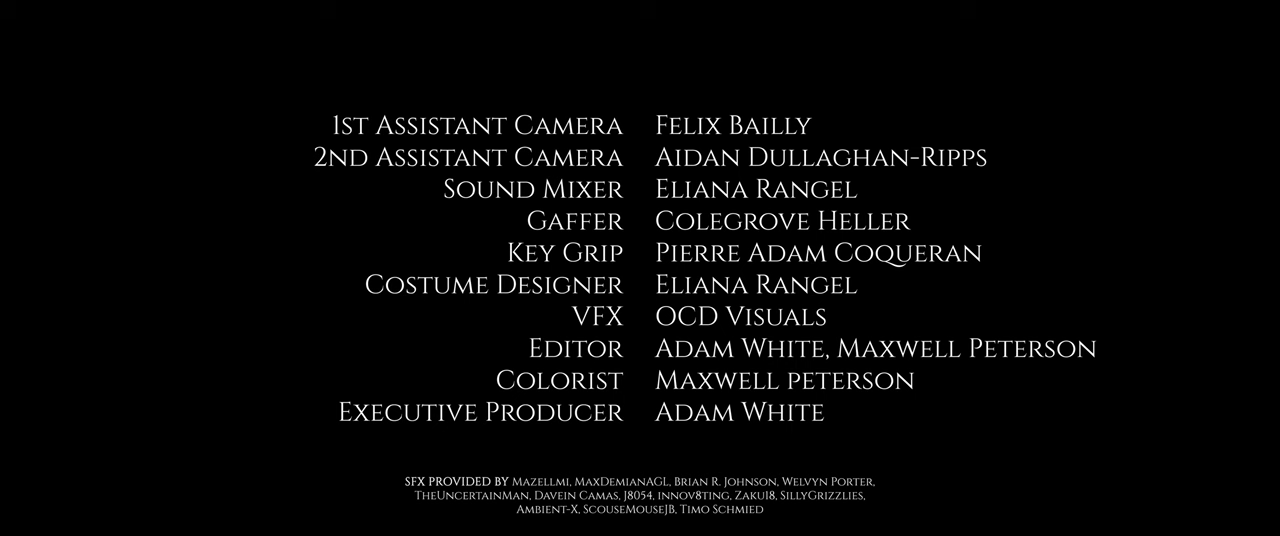 1st Assistant Camera Felix Bailly
2nd Assistant Camera Aidan Dullaghan-Ripps
Sound Mixer Eliana Rangel
Gaffer Colegrove Heller
Key Grip Pierre Adam Coqueran
Costume Designer Eliana Rangel
VFX OCD Visuals
Editor Adam White, Maxwell Peterson
Colorist Maxwell peterson
Executive Producer Adam White
SFX PROVIDED BY Mazellmi, MaxDemianAGL, Brian R. Johnson, Welvyn Porter,
TheUncertainMan, Davein Camas, J8054, innov8ting, Zaku18, SillyGrizzlies,
Ambient-X, ScouseMouseJB, Timo Schmied